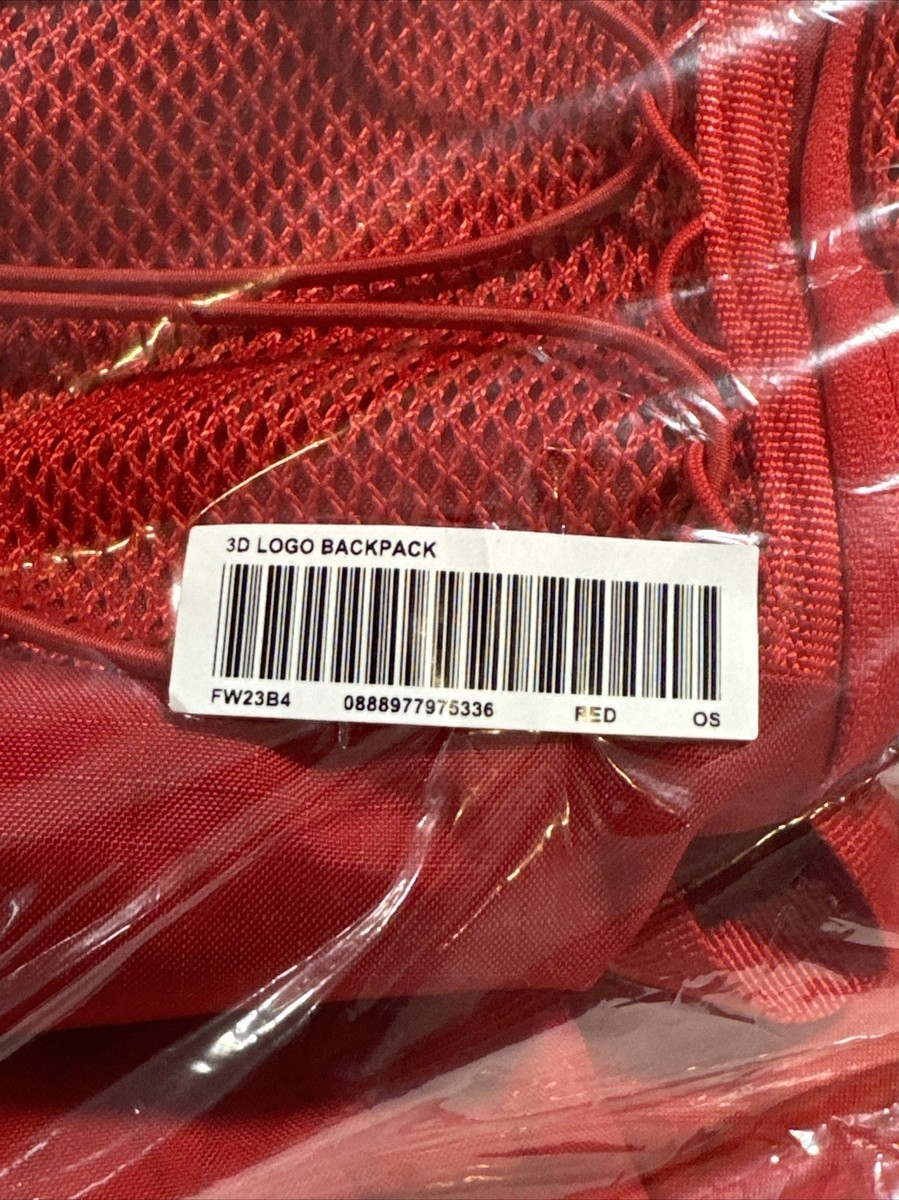 3D LOGO BACKPACK
FW23B4 0888977975336 RED OS